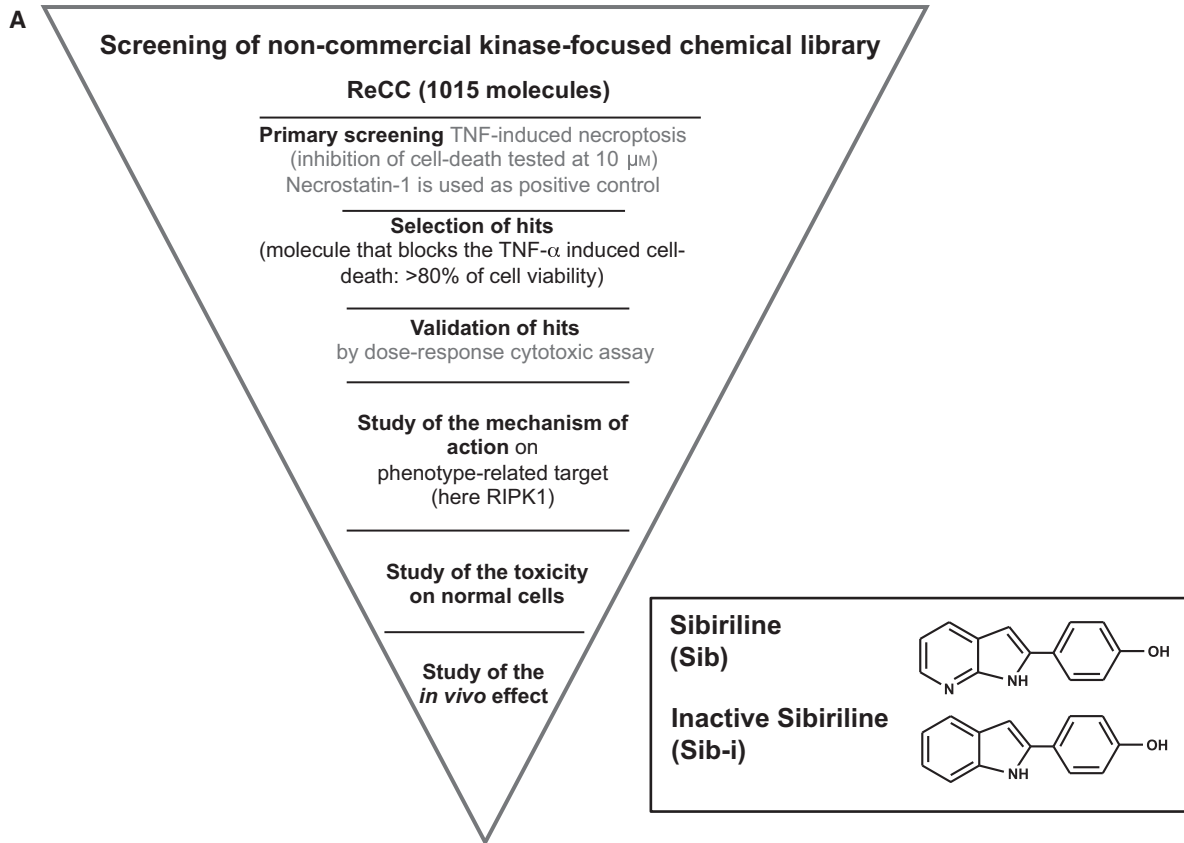 A
Screening of non-commercial kinase-focused chemical library
ReCC (1015 molecules)
Primary screening TNF-induced necroptosis
(inhibition of cell-death tested at 10 μM)
Necrostatin-1 is used as positive control
Selection of hits
(molecule that blocks the TNF-α induced cell-
death: >80% of cell viability)
Validation of hits
by dose-response cytotoxic assay
Study of the mechanism of
action on
phenotype-related target
(here RIPK1)
Study of the toxicity
on normal cells
Study of the
in vivo effect
Sibiriline
(Sib)
N
NH
OH
Inactive Sibiriline
(Sib-i)
NH
OH